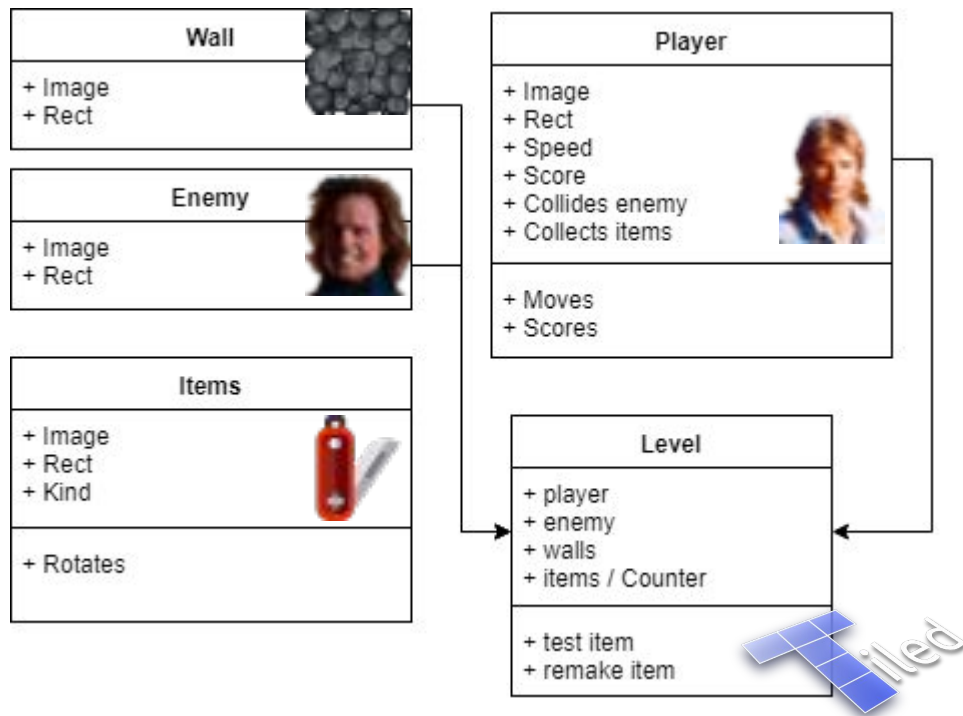 Wall
+ Image
+ Rect
Enemy
+ Image
+ Rect
Items
+ Image
+ Rect
+ Kind
+ Rotates
Player
+ Image
+ Rect
+ Speed
+ Score
+ Collides enemy
+ Collects items
+ Moves
+ Scores
Level
+ player
+ enemy
+ walls
+ items / Counter
+ test item
+ remake item
Tiled